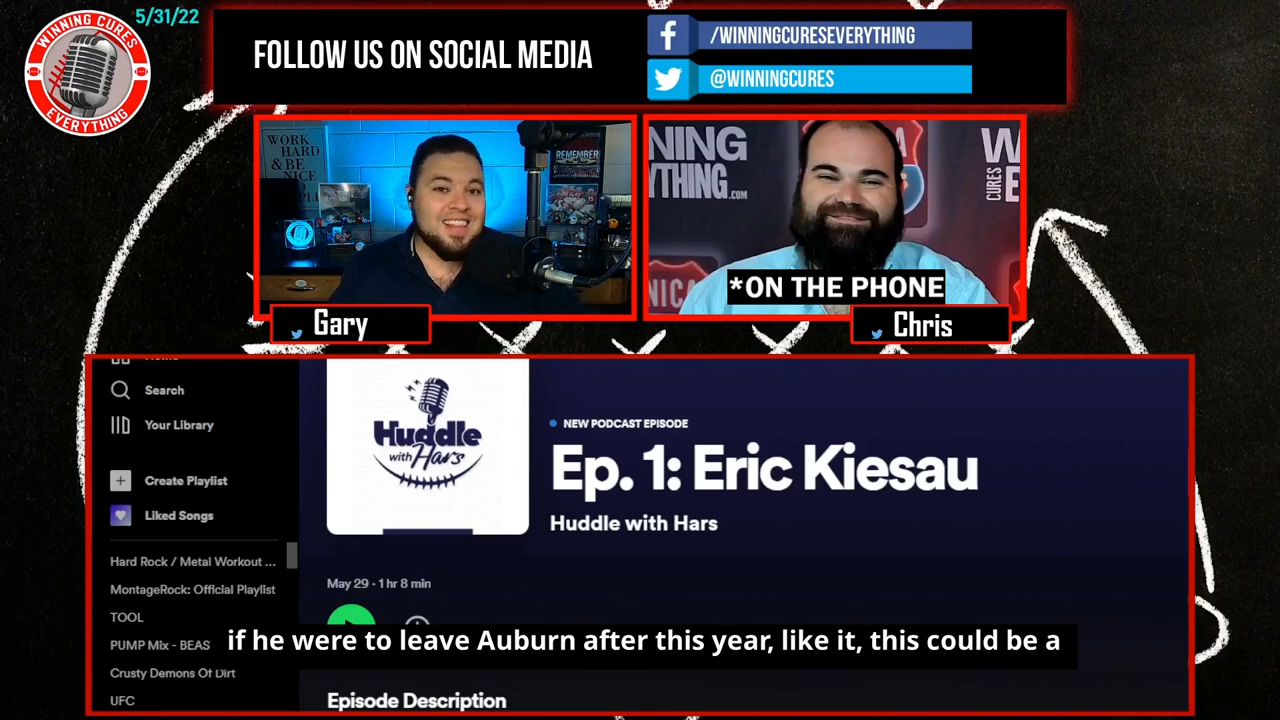 5/31/22
WINNING CURES
EVERYTHING
FOLLOW US ON SOCIAL MEDIA
/WINNINGCURESEVERYTHING
@WINNINGCURES
WORK
HARD
& BE
NICE
REMEMBER
NING
YTHING.COM
W
CURES
E
NICA
*ON THE PHONE
Gary
Chris
Search
Your Library
Create Playlist
Liked Songs
Hard Rock / Metal Workout ...
MontageRock: Official Playlist
TOOL
PUMP Mix - BEAS
Crusty Demons Of Dirt
UFC
Huddle
with Hars
NEW PODCAST EPISODE
Ep. 1: Eric Kiesau
Huddle with Hars
May 29 · 1 hr 8 min
if he were to leave Auburn after this year, like it, this could be a
Episode Description